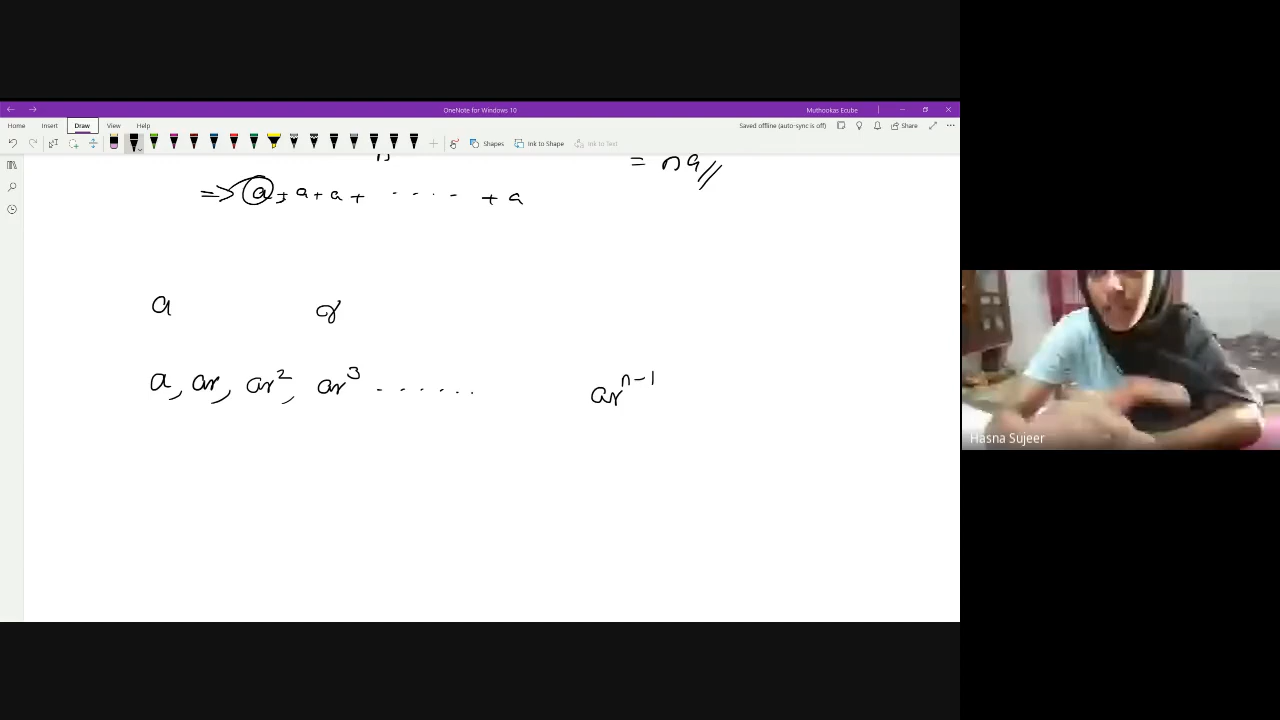 OneNote for Windows 10
Muthookas Ecube
Home Insert Draw View Help
Saved offline (auto-sync is off)
Share
Shapes
Ink to Shape
Ink to Text
= na//
=> a + a + a + · · · · · + a
a r
a, ar, ar², ar³ · · · · · · ar^{n-1}
Hasna Sujeer